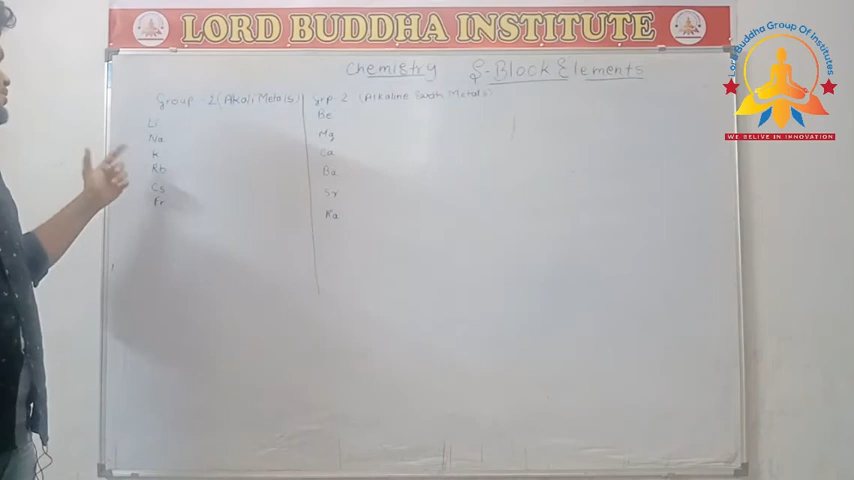 LORD BUDDHA INSTITUTE
Lord Buddha Group Of Institutes
WE BELIVE IN INNOVATION
Chemistry S-Block Elements
Group - 2 (Alkali Metals)
Li
Na
K
Rb
Cs
Fr
grp-2 (Alkaline Earth Metals)
Be
Mg
Ca
Ba
Sr
Ra